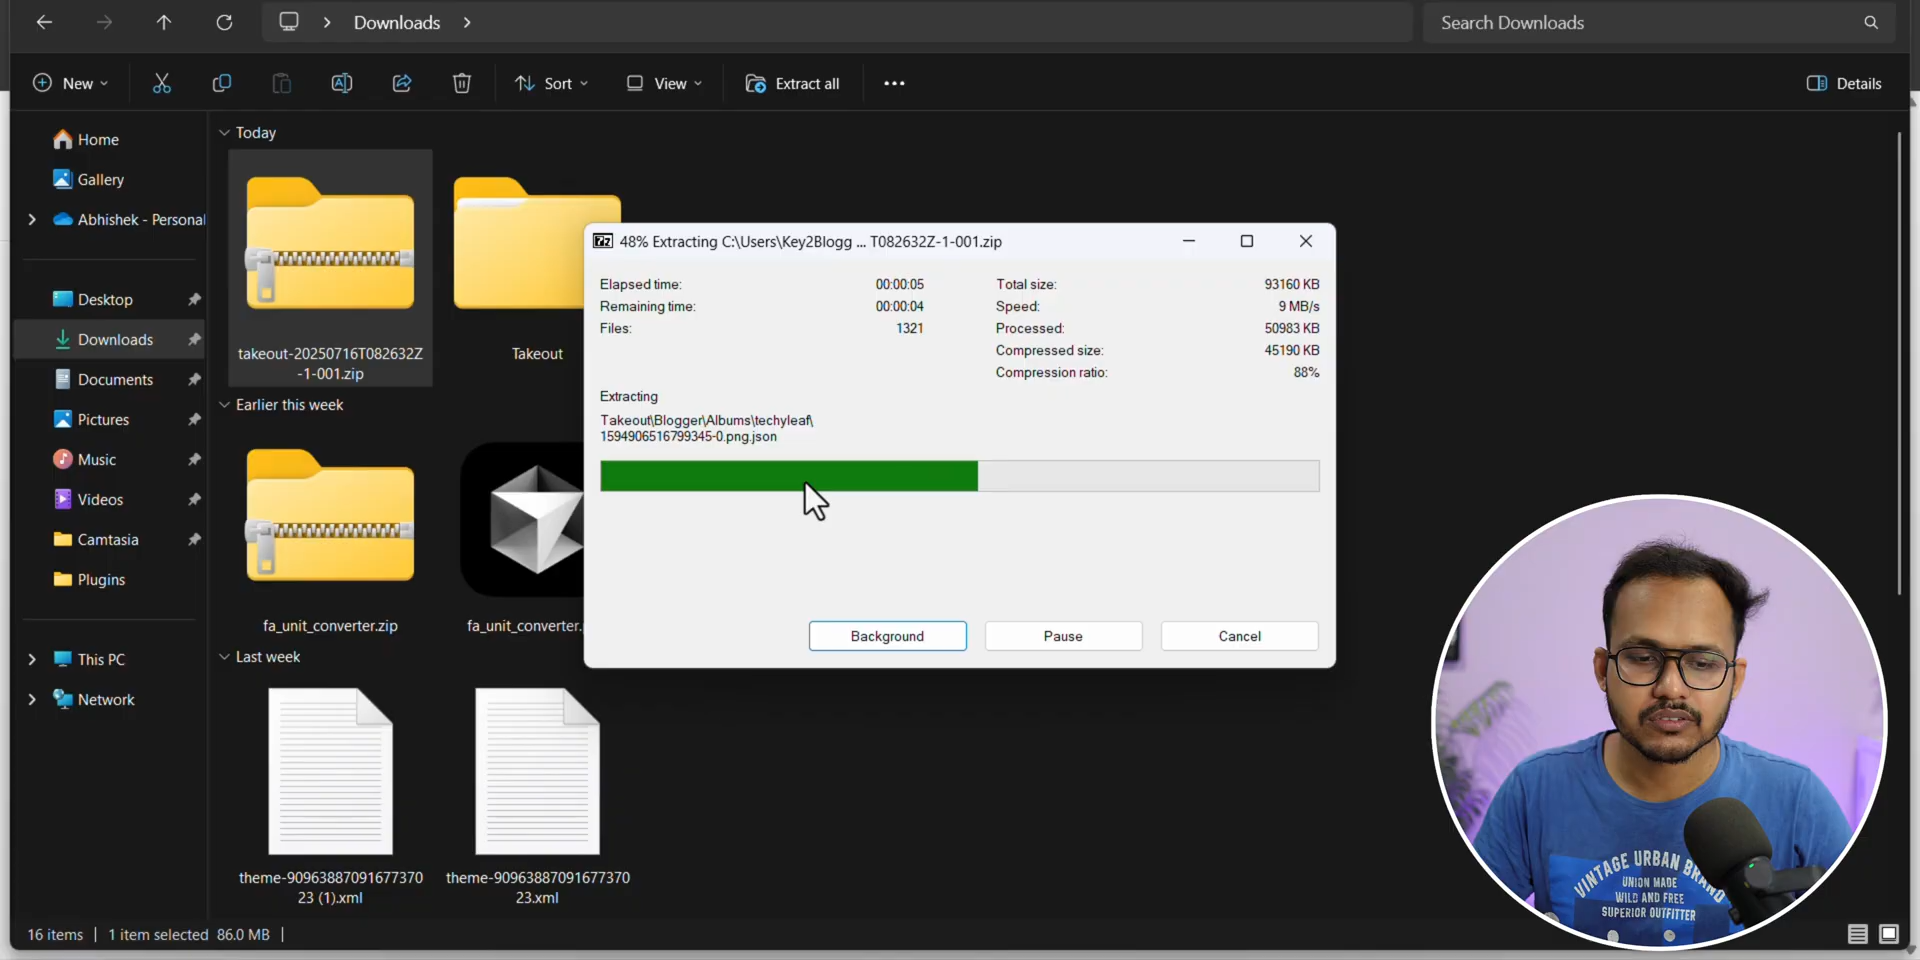 Downloads
Search Downloads
New
Sort
View
Extract all
Details
Home
Gallery
Abhishek - Personal
Desktop
Downloads
Documents
Pictures
Music
Videos
Camtasia
Plugins
This PC
Network
Today
takeout-20250716T082632Z
-1-001.zip
Takeout
Earlier this week
fa_unit_converter.zip
fa_unit_converter.
Last week
theme-90963887091677370
23 (1).xml
theme-90963887091677370
23.xml
7z
48% Extracting C:\Users\Key2Blogg ... T082632Z-1-001.zip
Elapsed time: 00:00:05
Remaining time: 00:00:04
Files: 1321
Total size: 93160 KB
Speed: 9 MB/s
Processed: 50983 KB
Compressed size: 45190 KB
Compression ratio: 88%
Extracting
Takeout\Blogger\Albums\techyleaf\
1594906516799345-0.png.json
Background
Pause
Cancel
VINTAGE URBAN BRAN
UNION MADE
WILD AND FREE
SUPERIOR OUTFITTER
16 items | 1 item selected 86.0 MB |